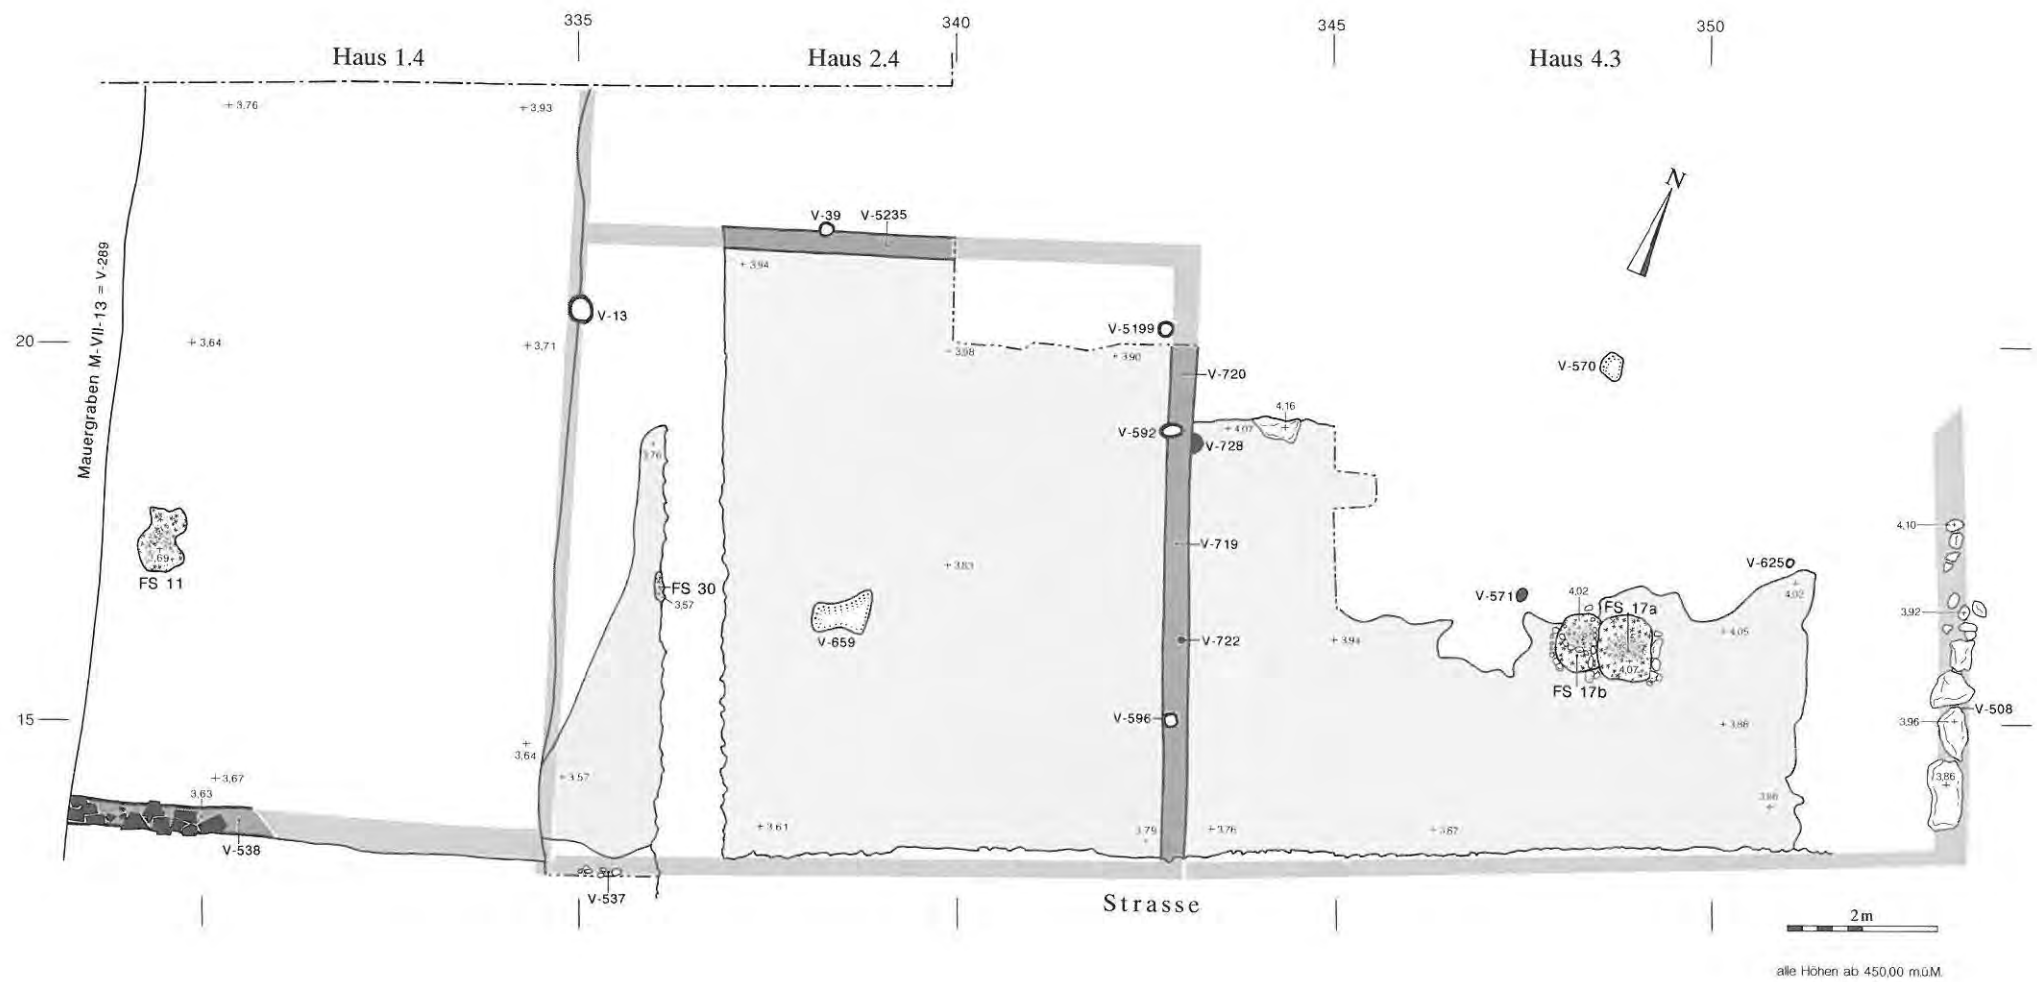 335
340
345
350
Haus 1.4
Haus 2.4
Haus 4.3
+3,76
+3,93
N
V-39
V-5235
Mauergraben M-VII-13 = V-289
+3,94
V-13
V-5199
20
+3,64
+3,71
+3,98
+3,90
V-570
V-720
4,16
+4,07
V-592
V-728
3,76
4,10
V-719
,69+
FS 11
FS 30
3,57
+3,83
V-625
V-571
4,02
FS 17a
4,02
3,92
V-659
V-722
+3,94
+4,05
4,07
FS 17b
15
V-596
+3,88
3,96
V-508
3,64
+3,57
+3,67
3,63
3,86
3,86
+3,61
3,79
+3,76
+3,87
V-538
V-537
Strasse
2m
alle Höhen ab 450,00 m.ü.M.